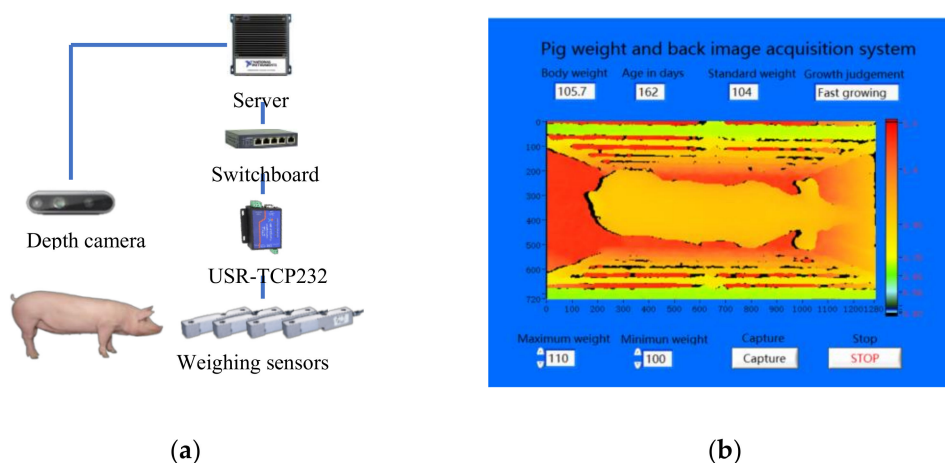 Server
Switchboard
Depth camera
USR-TCP232
Weighing sensors
(a)
Pig weight and back image acquisition system
Body weight Age in days Standard weight Growth judgement
105.7 162 104 Fast growing
0
100
200
300
400
500
600
720
0 100 200 300 400 500 600 700 800 900 1000 1100 1200 1280
Maximum weight Minimun weight Capture Stop
110 100 Capture STOP
(b)